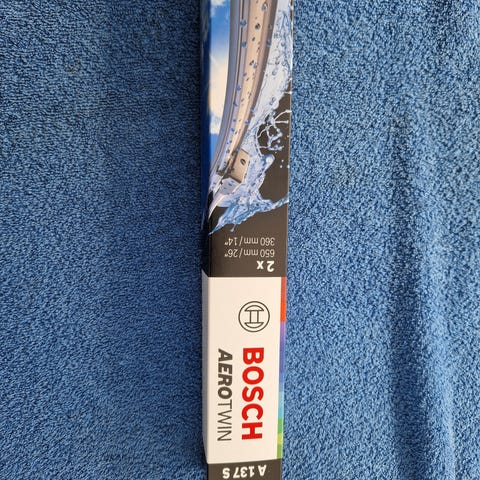 2 x
650 mm / 26"
360 mm / 14"
BOSCH
AEROTWIN
A 137 S